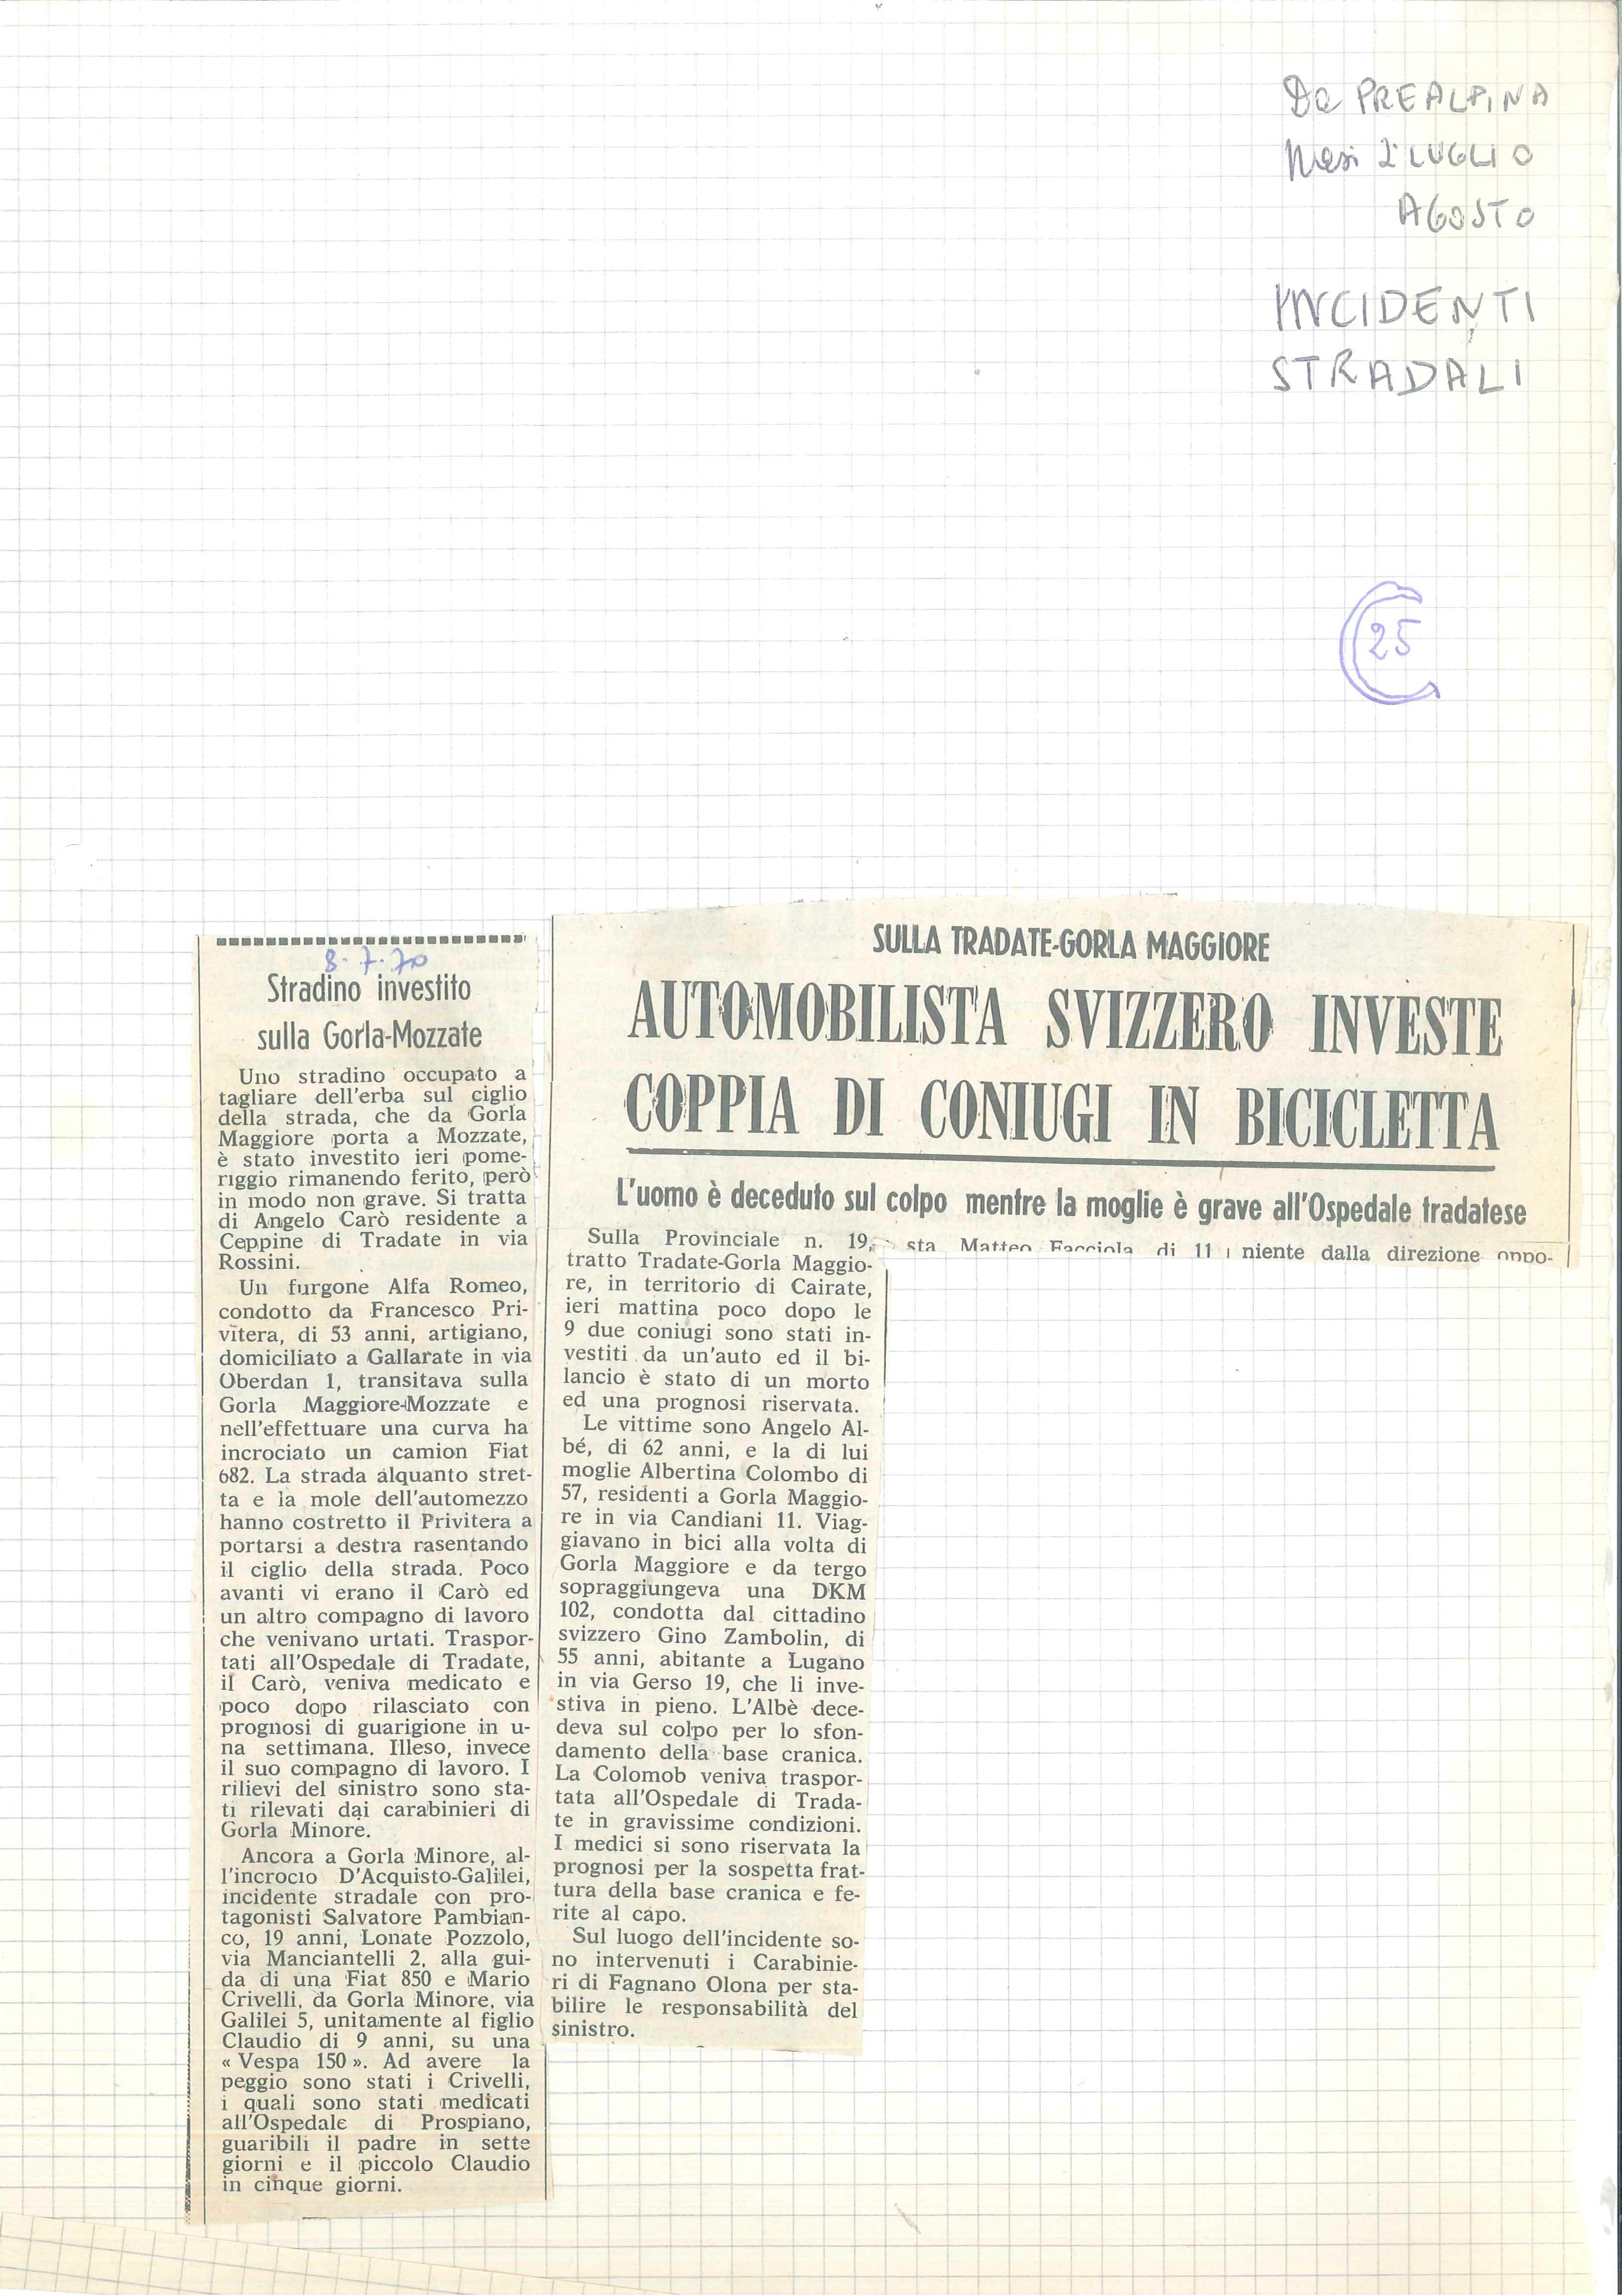 Da PREALPINA
Mesi 2 LUGLIO
AGOSTO
INCIDENTI
STRADALI
25
8-7-70
Stradino investito
sulla Gorla-Mozzate
Uno stradino occupato a
tagliare dell'erba sul ciglio
della strada, che da Gorla
Maggiore porta a Mozzate,
è stato investito ieri pome-
riggio rimanendo ferito, però
in modo non grave. Si tratta
di Angelo Carò residente a
Ceppine di Tradate in via
Rossini.
Un furgone Alfa Romeo,
condotto da Francesco Pri-
vitera, di 53 anni, artigiano,
domiciliato a Gallarate in via
Oberdan 1, transitava sulla
Gorla Maggiore-Mozzate e
nell'effettuare una curva ha
incrociato un camion Fiat
682. La strada alquanto stret-
ta e la mole dell'automezzo
hanno costretto il Privitera a
portarsi a destra rasentando
il ciglio della strada. Poco
avanti vi erano il Carò ed
un altro compagno di lavoro
che venivano urtati. Traspor-
tati all'Ospedale di Tradate,
il Carò, veniva medicato e
poco dopo rilasciato con
prognosi di guarigione in u-
na settimana. Illeso, invece
il suo compagno di lavoro. I
rilievi del sinistro sono sta-
ti rilevati dai carabinieri di
Gorla Minore.
Ancora a Gorla Minore, al-
l'incrocio D'Acquisto-Galilei,
incidente stradale con pro-
tagonisti Salvatore Pambian-
co, 19 anni, Lonate Pozzolo,
via Manciantelli 2, alla gui-
da di una Fiat 850 e Mario
Crivelli, da Gorla Minore, via
Galilei 5, unitamente al figlio
Claudio di 9 anni, su una
« Vespa 150 ». Ad avere la
peggio sono stati i Crivelli,
i quali sono stati medicati
all'Ospedale di Prospiano,
guaribili il padre in sette
giorni e il piccolo Claudio
in cinque giorni.
SULLA TRADATE-GORLA MAGGIORE
AUTOMOBILISTA SVIZZERO INVESTE
COPPIA DI CONIUGI IN BICICLETTA
L'uomo è deceduto sul colpo mentre la moglie è grave all'Ospedale tradatese
Sulla Provinciale n. 19,
tratto Tradate-Gorla Maggio-
re, in territorio di Cairate,
ieri mattina poco dopo le
9 due coniugi sono stati in-
vestiti da un'auto ed il bi-
lancio è stato di un morto
ed una prognosi riservata.
Le vittime sono Angelo Al-
bé, di 62 anni, e la di lui
moglie Albertina Colombo di
57, residenti a Gorla Maggio-
re in via Candiani 11. Viag-
giavano in bici alla volta di
Gorla Maggiore e da tergo
sopraggiungeva una DKM
102, condotta dal cittadino
svizzero Gino Zambolin, di
55 anni, abitante a Lugano
in via Gerso 19, che li inve-
stiva in pieno. L'Albè dece-
deva sul colpo per lo sfon-
damento della base cranica.
La Colomob veniva traspor-
tata all'Ospedale di Trada-
te in gravissime condizioni.
I medici si sono riservata la
prognosi per la sospetta frat-
tura della base cranica e fe-
rite al capo.
Sul luogo dell'incidente so-
no intervenuti i Carabinie-
ri di Fagnano Olona per sta-
bilire le responsabilità del
sinistro.
sta Matteo Facciola di 11
niente dalla direzione oppo-